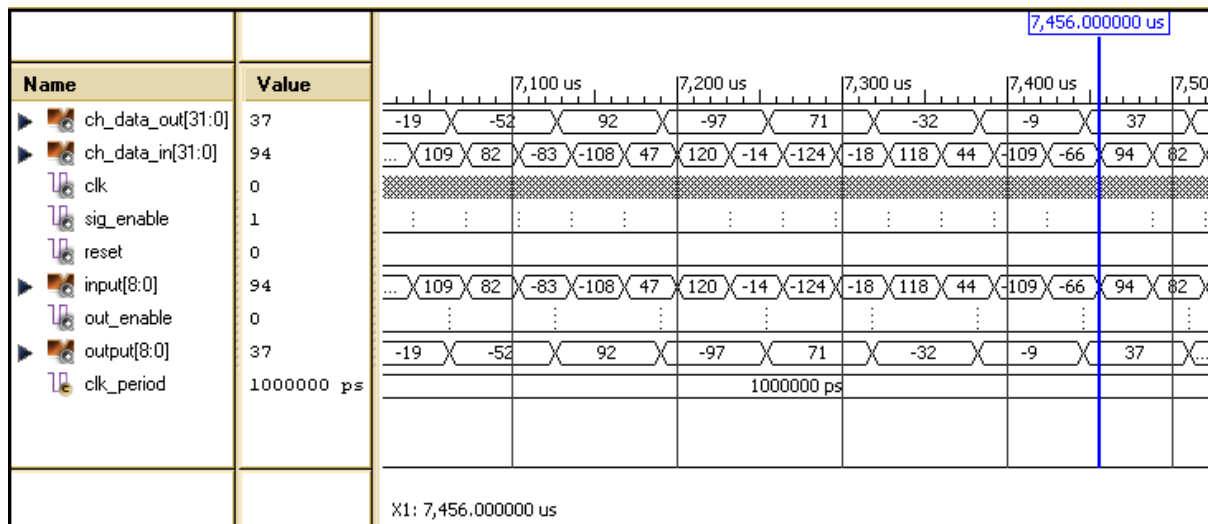 7,456.000000 us
Name Value 7,100 us 7,200 us 7,300 us 7,400 us 7,50
ch_data_out[31:0] 37 -19 -52 92 -97 71 -32 -9 37
ch_data_in[31:0] 94 ... 109 82 -83 -108 47 120 -14 -124 -18 118 44 -109 -66 94 82
clk 0
sig_enable 1
reset 0
input[8:0] 94 ... 109 82 -83 -108 47 120 -14 -124 -18 118 44 -109 -66 94 82
out_enable 0
output[8:0] 37 -19 -52 92 -97 71 -32 -9 37 ...
clk_period 1000000 ps 1000000 ps
X1: 7,456.000000 us